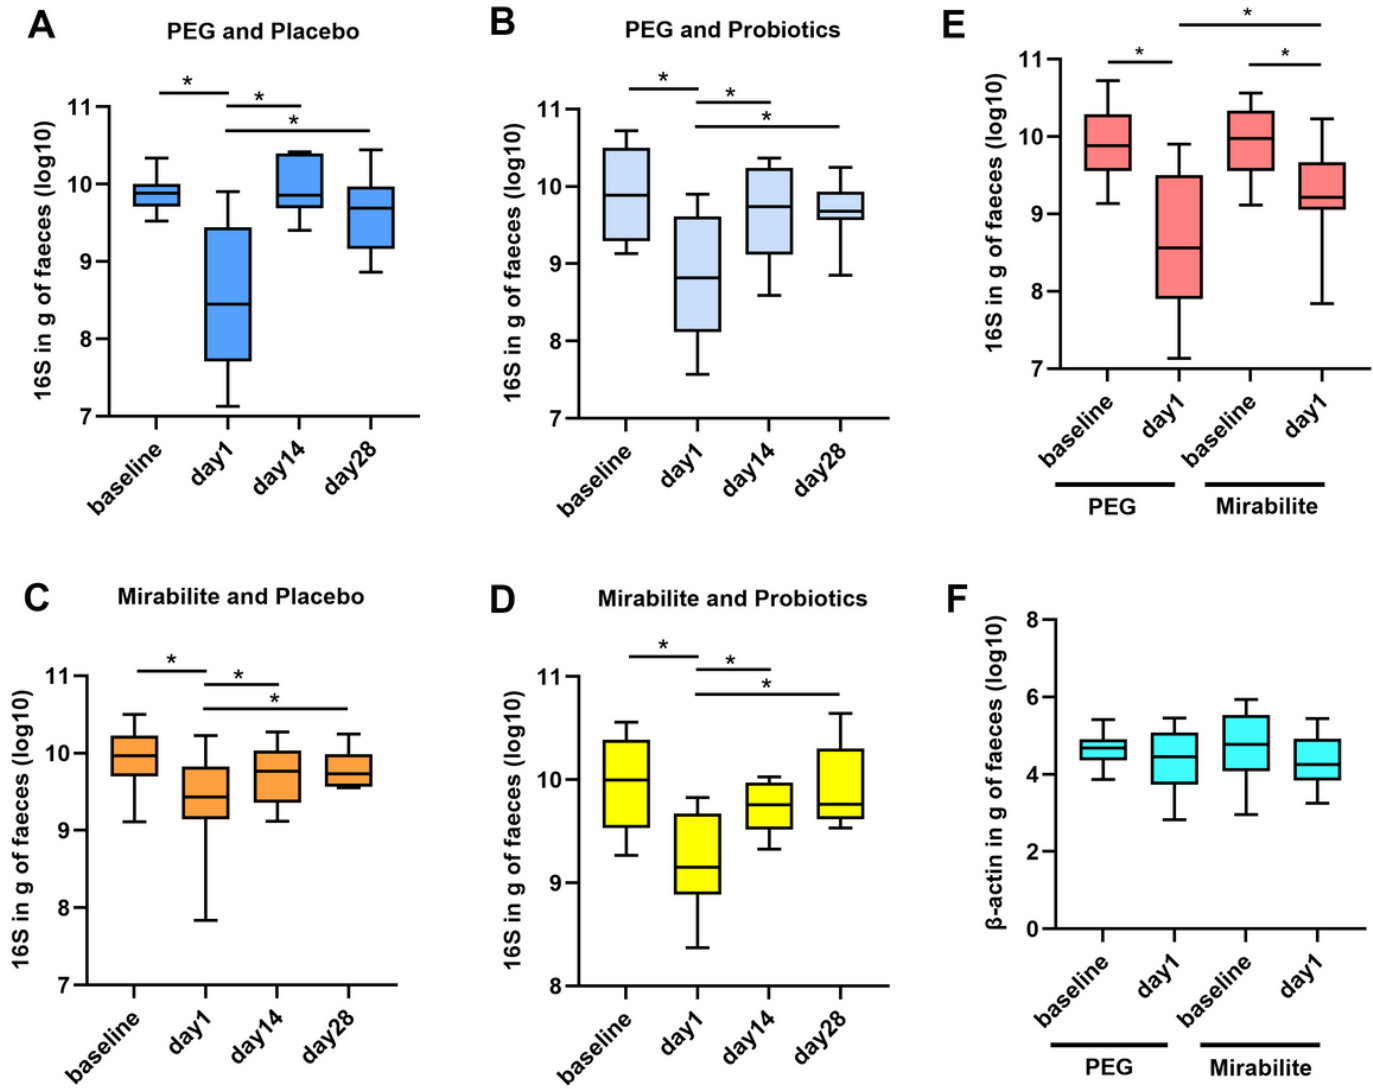 A
PEG and Placebo
*
*
*
16S in g of faeces (log10)
11
10
9
8
7
baseline
day1
day14
day28
B
PEG and Probiotics
*
*
*
16S in g of faeces (log10)
11
10
9
8
7
baseline
day1
day14
day28
E
*
*
*
16S in g of faeces (log10)
11
10
9
8
7
baseline
day1
baseline
day1
PEG
Mirabilite
C
Mirabilite and Placebo
*
*
*
16S in g of faeces (log10)
11
10
9
8
7
baseline
day1
day14
day28
D
Mirabilite and Probiotics
*
*
*
16S in g of faeces (log10)
11
10
9
8
baseline
day1
day14
day28
F
β-actin in g of faeces (log10)
8
6
4
2
0
baseline
day1
baseline
day1
PEG
Mirabilite